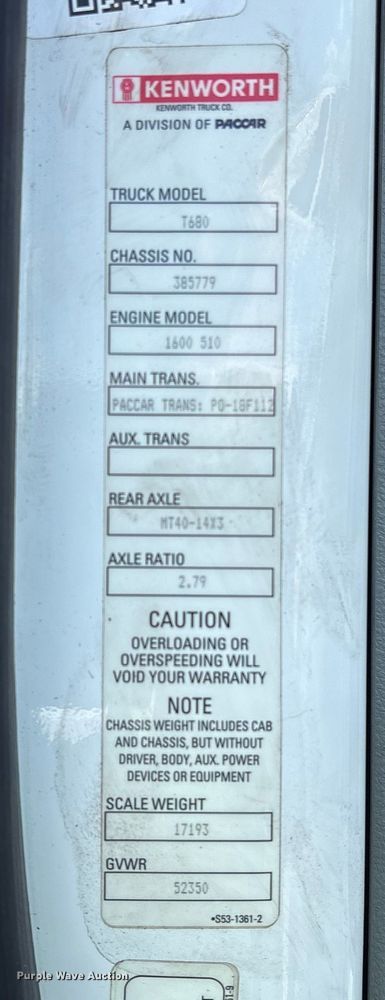 KENWORTH
KENWORTH TRUCK CO.
A DIVISION OF PACCAR
TRUCK MODEL
T680
CHASSIS NO.
385779
ENGINE MODEL
1600 510
MAIN TRANS.
PACCAR TRANS: PO-18F112
AUX. TRANS
REAR AXLE
MT40-14X3
AXLE RATIO
2.79
CAUTION
OVERLOADING OR
OVERSPEEDING WILL
VOID YOUR WARRANTY
NOTE
CHASSIS WEIGHT INCLUDES CAB
AND CHASSIS, BUT WITHOUT
DRIVER, BODY, AUX. POWER
DEVICES OR EQUIPMENT
SCALE WEIGHT
17193
GVWR
52350
•S53-1361-2
Purple Wave Auction